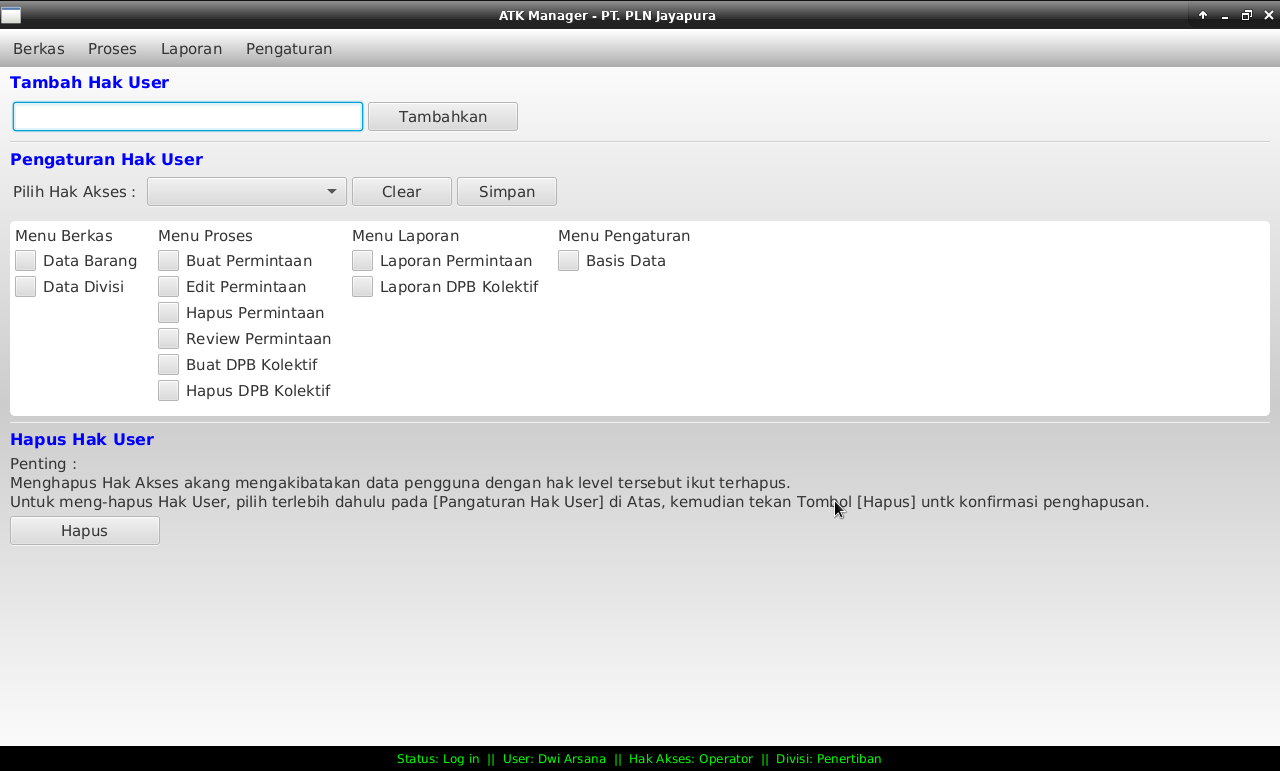 ATK Manager - PT. PLN Jayapura
Berkas Proses Laporan Pengaturan
Tambah Hak User
Tambahkan
Pengaturan Hak User
Pilih Hak Akses : Clear Simpan
Menu Berkas Menu Proses Menu Laporan Menu Pengaturan
Data Barang Buat Permintaan Laporan Permintaan Basis Data
Data Divisi Edit Permintaan Laporan DPB Kolektif
Hapus Permintaan
Review Permintaan
Buat DPB Kolektif
Hapus DPB Kolektif
Hapus Hak User
Penting :
Menghapus Hak Akses akang mengakibatakan data pengguna dengan hak level tersebut ikut terhapus.
Untuk meng-hapus Hak User, pilih terlebih dahulu pada [Pangaturan Hak User] di Atas, kemudian tekan Tombol [Hapus] untk konfirmasi penghapusan.
Hapus
Status: Log in || User: Dwi Arsana || Hak Akses: Operator || Divisi: Penertiban